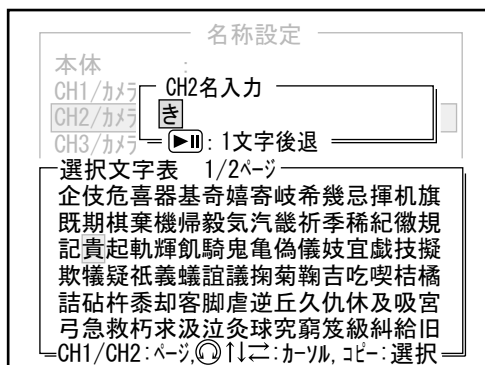 名称設定
本体 :
CH1/カメラ
CH2名入力
CH2/カメラ
き
CH3/カメラ
▶II: 1文字後退
選択文字表 1/2ページ
企伎危喜器基奇嬉寄岐希幾忌揮机旗
既期棋棄機帰毅気汽畿祈季稀紀徽規
記貴起軌輝飢騎鬼亀偽儀妓宜戯技擬
欺犠疑祇義蟻誼議掬菊鞠吉吃喫桔橘
詰砧杵黍却客脚虐逆丘久仇休及吸宮
弓急救朽求汲泣灸球究窮笈級糾給旧
CH1/CH2:ページ,↑↓⇄:カーソル, コピー:選択